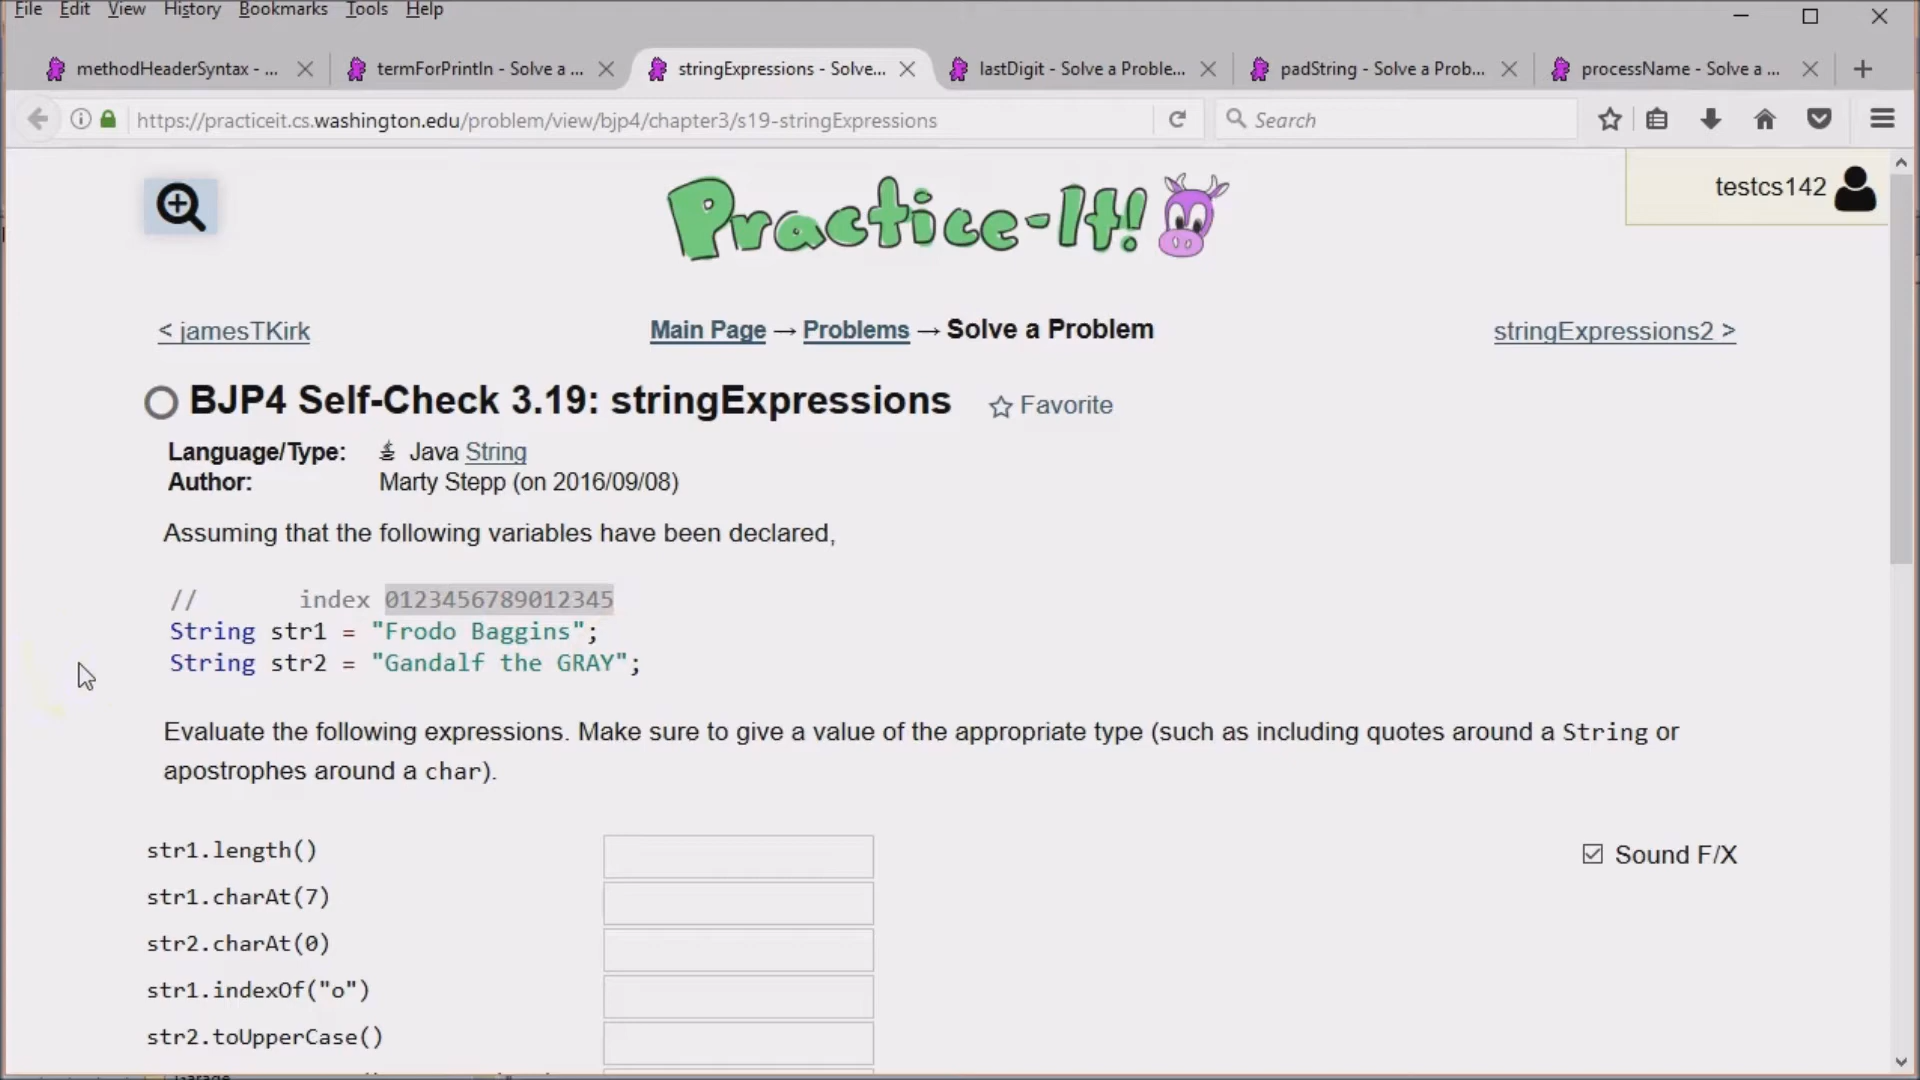 File Edit View History Bookmarks Tools Help
methodHeaderSyntax - ... termForPrintln - Solve a ... stringExpressions - Solve... lastDigit - Solve a Proble... padString - Solve a Prob... processName - Solve a ...
https://practiceit.cs.washington.edu/problem/view/bjp4/chapter3/s19-stringExpressions Search
Practice-It!
testcs142
< jamesTKirk Main Page → Problems → Solve a Problem stringExpressions2 >
BJP4 Self-Check 3.19: stringExpressions Favorite
Language/Type: Java String
Author: Marty Stepp (on 2016/09/08)
Assuming that the following variables have been declared,
// index 0123456789012345
String str1 = "Frodo Baggins";
String str2 = "Gandalf the GRAY";
Evaluate the following expressions. Make sure to give a value of the appropriate type (such as including quotes around a String or
apostrophes around a char).
str1.length() Sound F/X
str1.charAt(7)
str2.charAt(0)
str1.indexOf("o")
str2.toUpperCase()